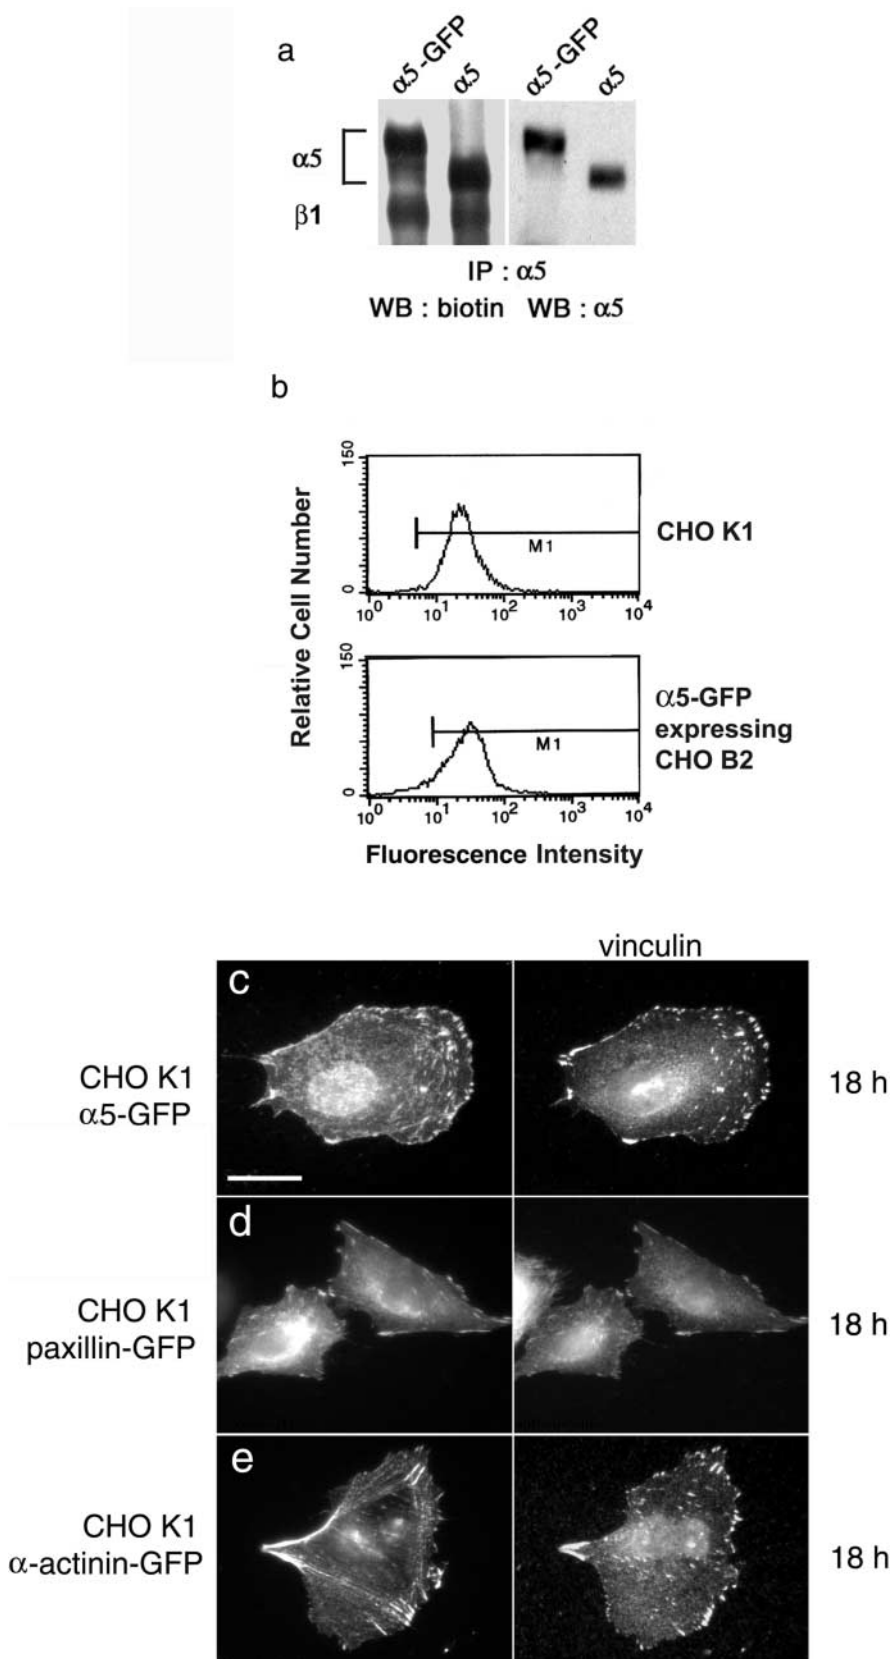 a
α5-GFP α5 α5-GFP α5
α5
β1
IP : α5
WB : biotin WB : α5
b
Relative Cell Number
150
0
M1
10^0 10^1 10^2 10^3 10^4
CHO K1
150
0
M1
10^0 10^1 10^2 10^3 10^4
α5-GFP
expressing
CHO B2
Fluorescence Intensity
vinculin
c
CHO K1
α5-GFP
18 h
d
CHO K1
paxillin-GFP
18 h
e
CHO K1
α-actinin-GFP
18 h